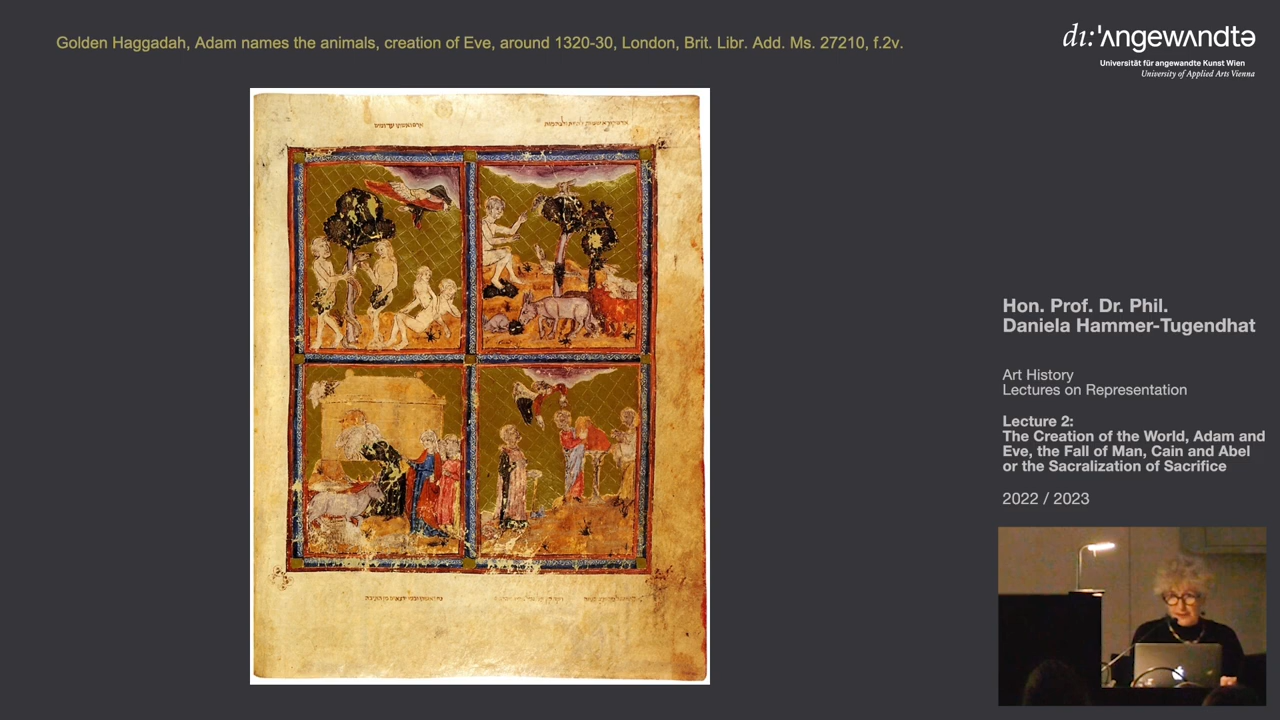 Golden Haggadah, Adam names the animals, creation of Eve, around 1320-30, London, Brit. Libr. Add. Ms. 27210, f.2v.
dı:'ʌngewʌndtə
Universität für angewandte Kunst Wien
University of Applied Arts Vienna
Hon. Prof. Dr. Phil.
Daniela Hammer-Tugendhat
Art History
Lectures on Representation
Lecture 2:
The Creation of the World, Adam and
Eve, the Fall of Man, Cain and Abel
or the Sacralization of Sacrifice
2022 / 2023